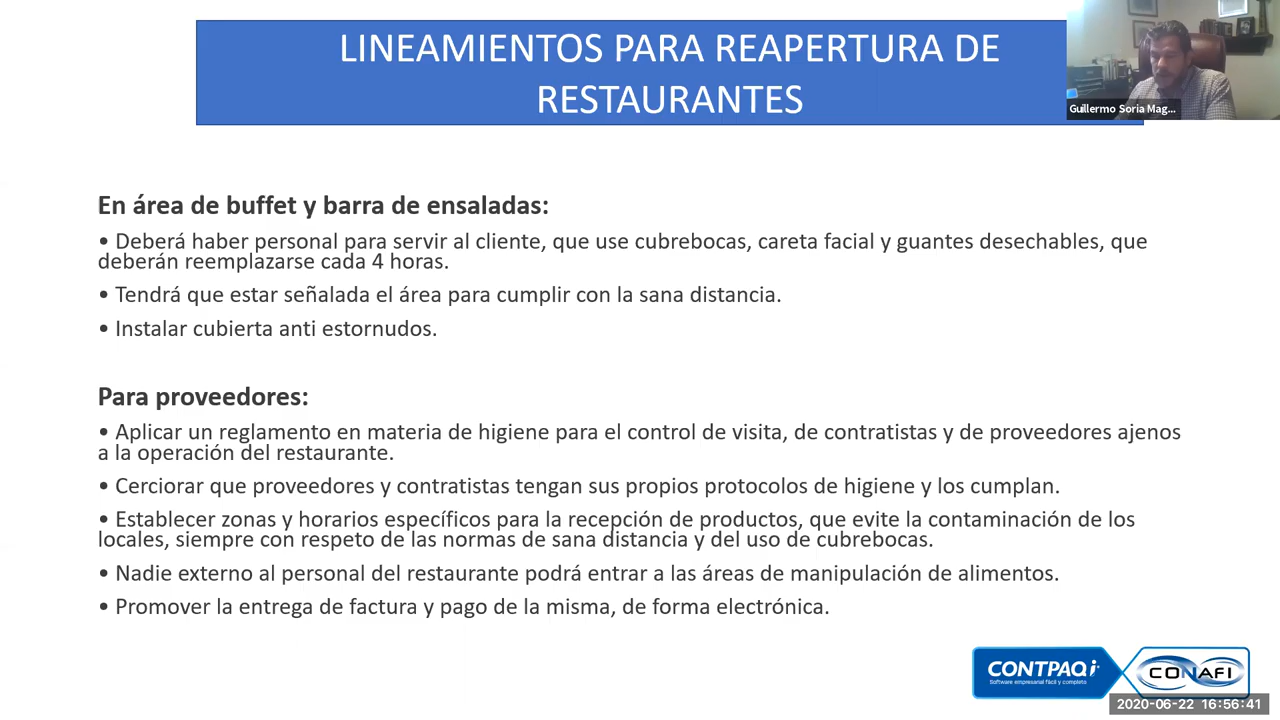 LINEAMIENTOS PARA REAPERTURA DE
RESTAURANTES
Guillermo Soria Mag...
En área de buffet y barra de ensaladas:
• Deberá haber personal para servir al cliente, que use cubrebocas, careta facial y guantes desechables, que
deberán reemplazarse cada 4 horas.
• Tendrá que estar señalada el área para cumplir con la sana distancia.
• Instalar cubierta anti estornudos.
Para proveedores:
• Aplicar un reglamento en materia de higiene para el control de visita, de contratistas y de proveedores ajenos
a la operación del restaurante.
• Cerciorar que proveedores y contratistas tengan sus propios protocolos de higiene y los cumplan.
• Establecer zonas y horarios específicos para la recepción de productos, que evite la contaminación de los
locales, siempre con respeto de las normas de sana distancia y del uso de cubrebocas.
• Nadie externo al personal del restaurante podrá entrar a las áreas de manipulación de alimentos.
• Promover la entrega de factura y pago de la misma, de forma electrónica.
CONTPAQi
Software empresarial fácil y completo
CONAFI
2020-06-22 16:56:41